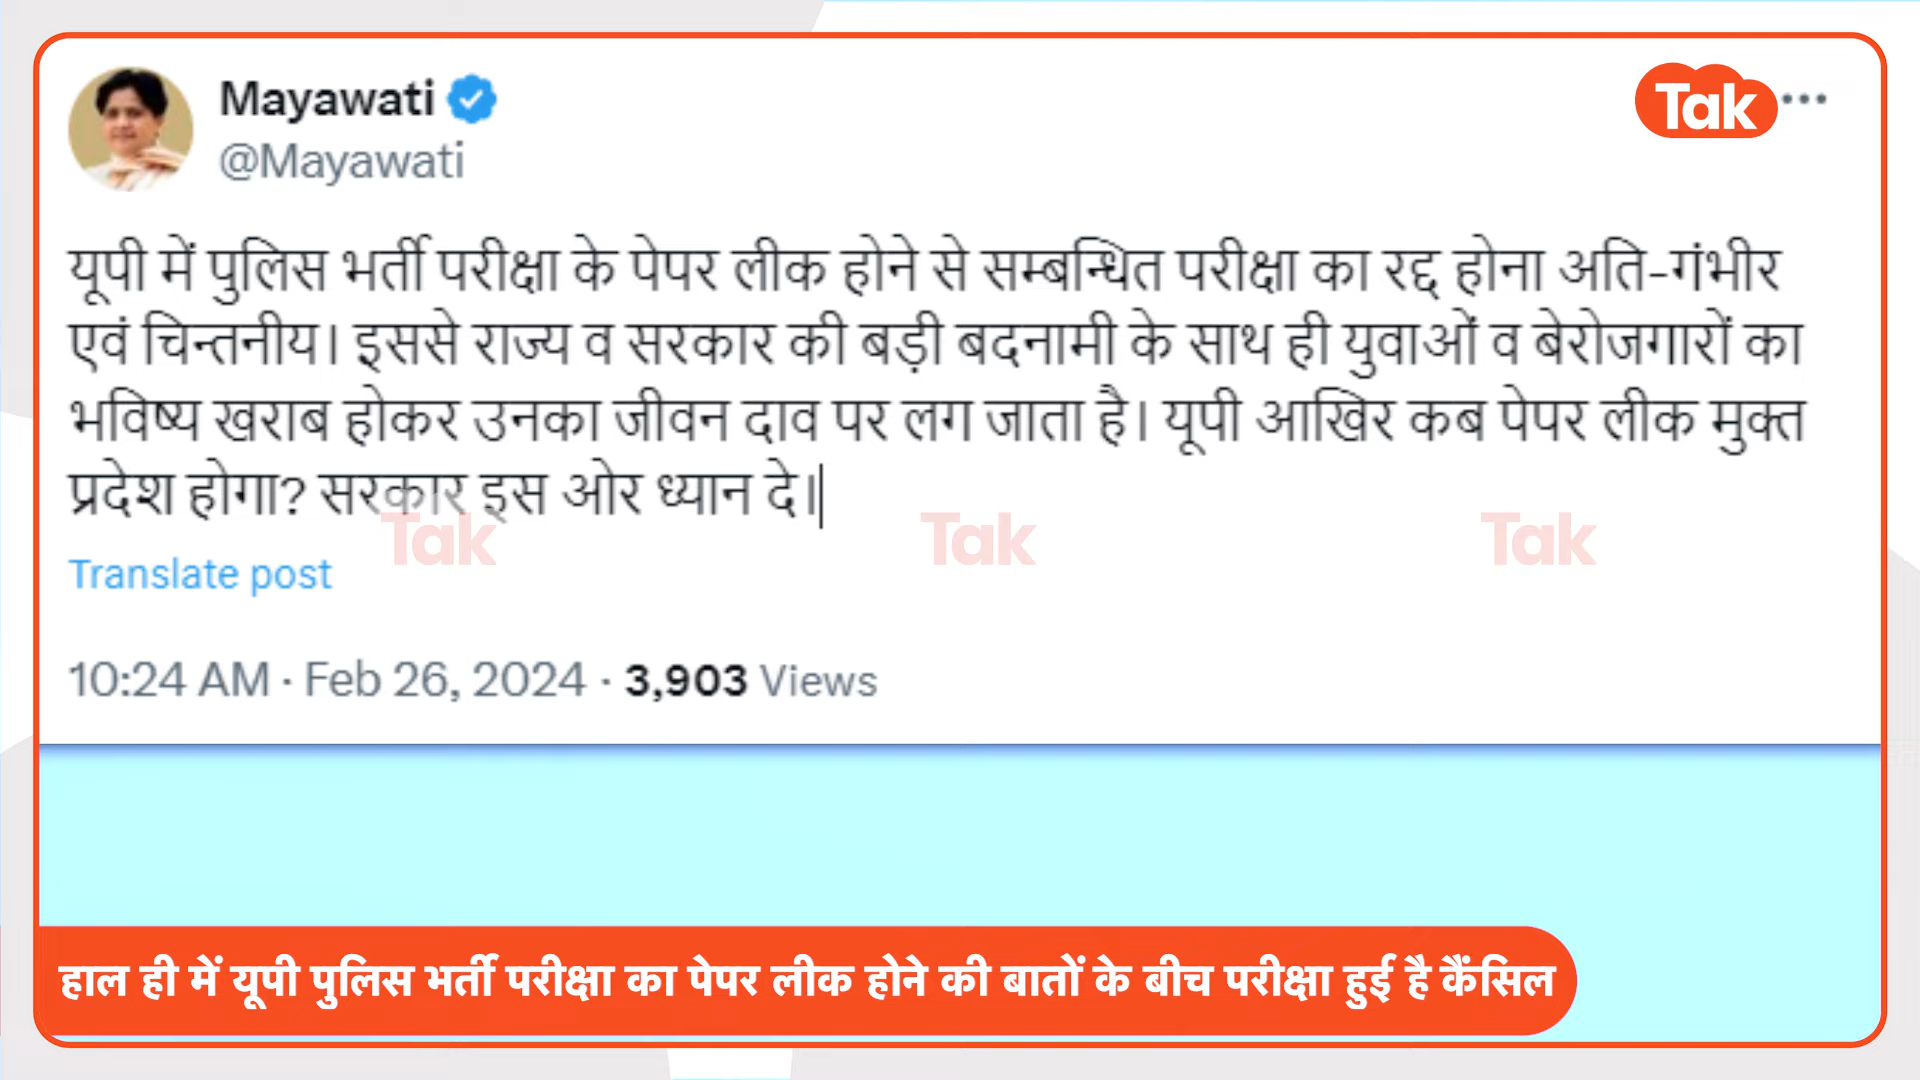 Mayawati
@Mayawati
Tak
यूपी में पुलिस भर्ती परीक्षा के पेपर लीक होने से सम्बन्धित परीक्षा का रद्द होना अति-गंभीर
एवं चिन्तनीय। इससे राज्य व सरकार की बड़ी बदनामी के साथ ही युवाओं व बेरोजगारों का
भविष्य खराब होकर उनका जीवन दाव पर लग जाता है। यूपी आखिर कब पेपर लीक मुक्त
प्रदेश होगा? सरकार इस ओर ध्यान दे।
Tak Tak Tak
Translate post
10:24 AM · Feb 26, 2024 · 3,903 Views
हाल ही में यूपी पुलिस भर्ती परीक्षा का पेपर लीक होने की बातों के बीच परीक्षा हुई है कैंसिल